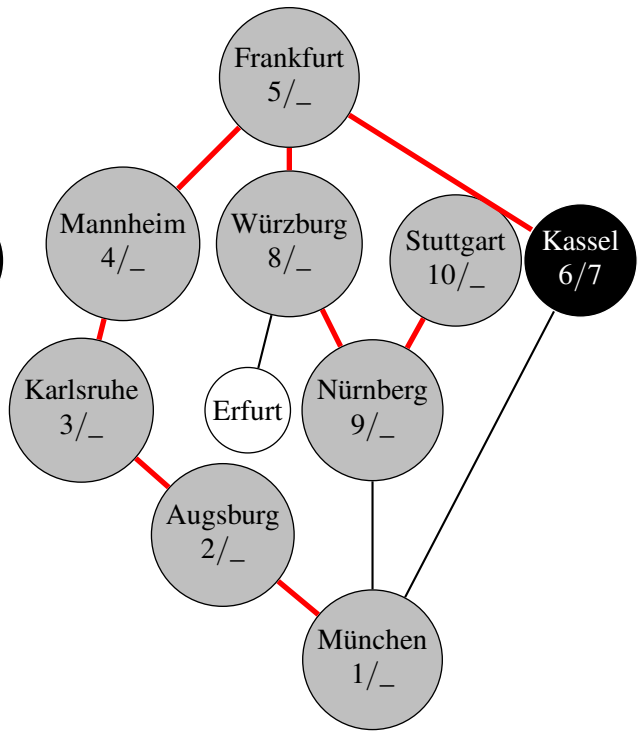 Frankfurt
5/_
Mannheim
4/_
Würzburg
8/_
Stuttgart
10/_
Kassel
6/7
Karlsruhe
3/_
Erfurt
Nürnberg
9/_
Augsburg
2/_
München
1/_